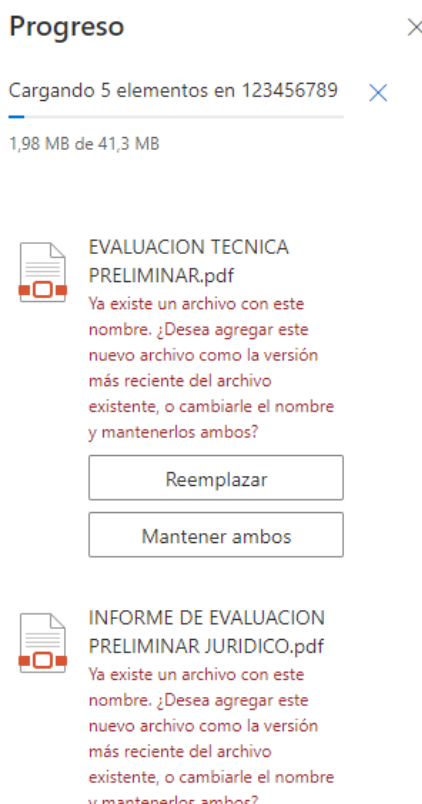 Progreso
Cargando 5 elementos en 123456789
1,98 MB de 41,3 MB
EVALUACION TECNICA
PRELIMINAR.pdf
Ya existe un archivo con este
nombre. ¿Desea agregar este
nuevo archivo como la versión
más reciente del archivo
existente, o cambiarle el nombre
y mantenerlos ambos?
Reemplazar
Mantener ambos
INFORME DE EVALUACION
PRELIMINAR JURIDICO.pdf
Ya existe un archivo con este
nombre. ¿Desea agregar este
nuevo archivo como la versión
más reciente del archivo
existente, o cambiarle el nombre
y mantenerlos ambos?